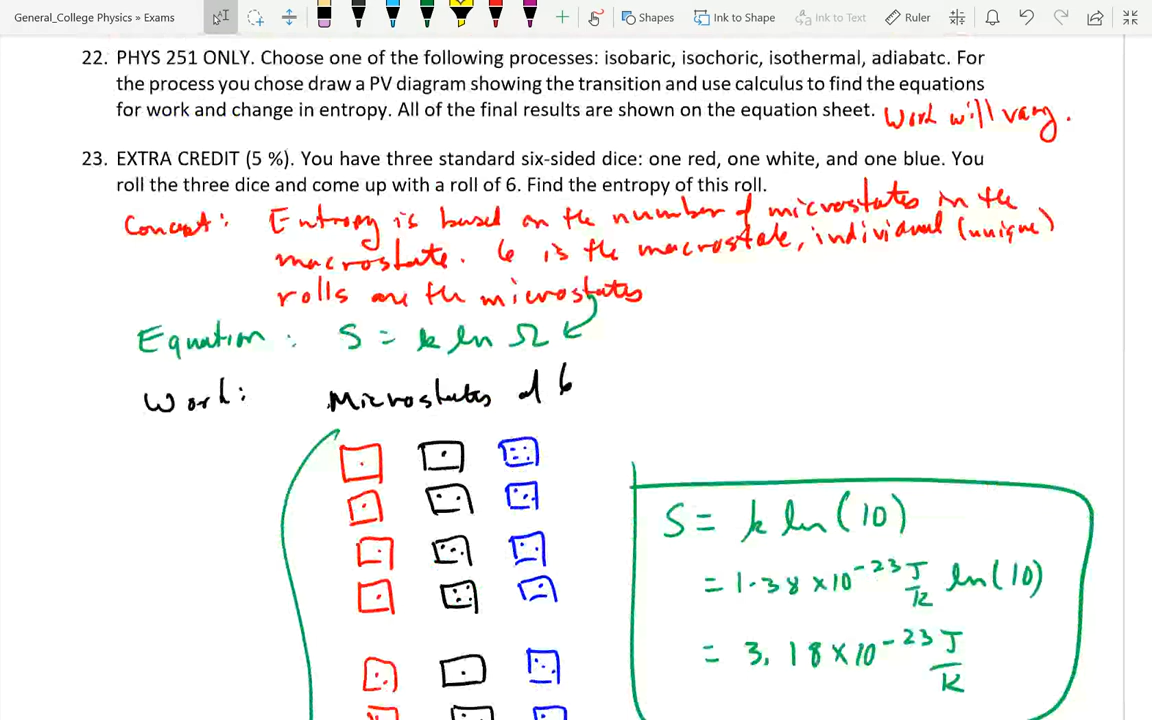 General_College Physics » Exams
Shapes
Ink to Shape
Ink to Text
Ruler
22. PHYS 251 ONLY. Choose one of the following processes: isobaric, isochoric, isothermal, adiabatc. For
the process you chose draw a PV diagram showing the transition and use calculus to find the equations
for work and change in entropy. All of the final results are shown on the equation sheet. Work will vary.
23. EXTRA CREDIT (5 %). You have three standard six-sided dice: one red, one white, and one blue. You
roll the three dice and come up with a roll of 6. Find the entropy of this roll.
Concept: Entropy is based on the number of microstates in the
macrostate. 6 is the macrostate, individual (unique)
rolls are the microstates
Equation: S = k ln Ω
Work: Microstates of 6
S = k ln(10)
= 1.38 × 10⁻²³ J/K ln(10)
= 3.18 × 10⁻²³ J/K